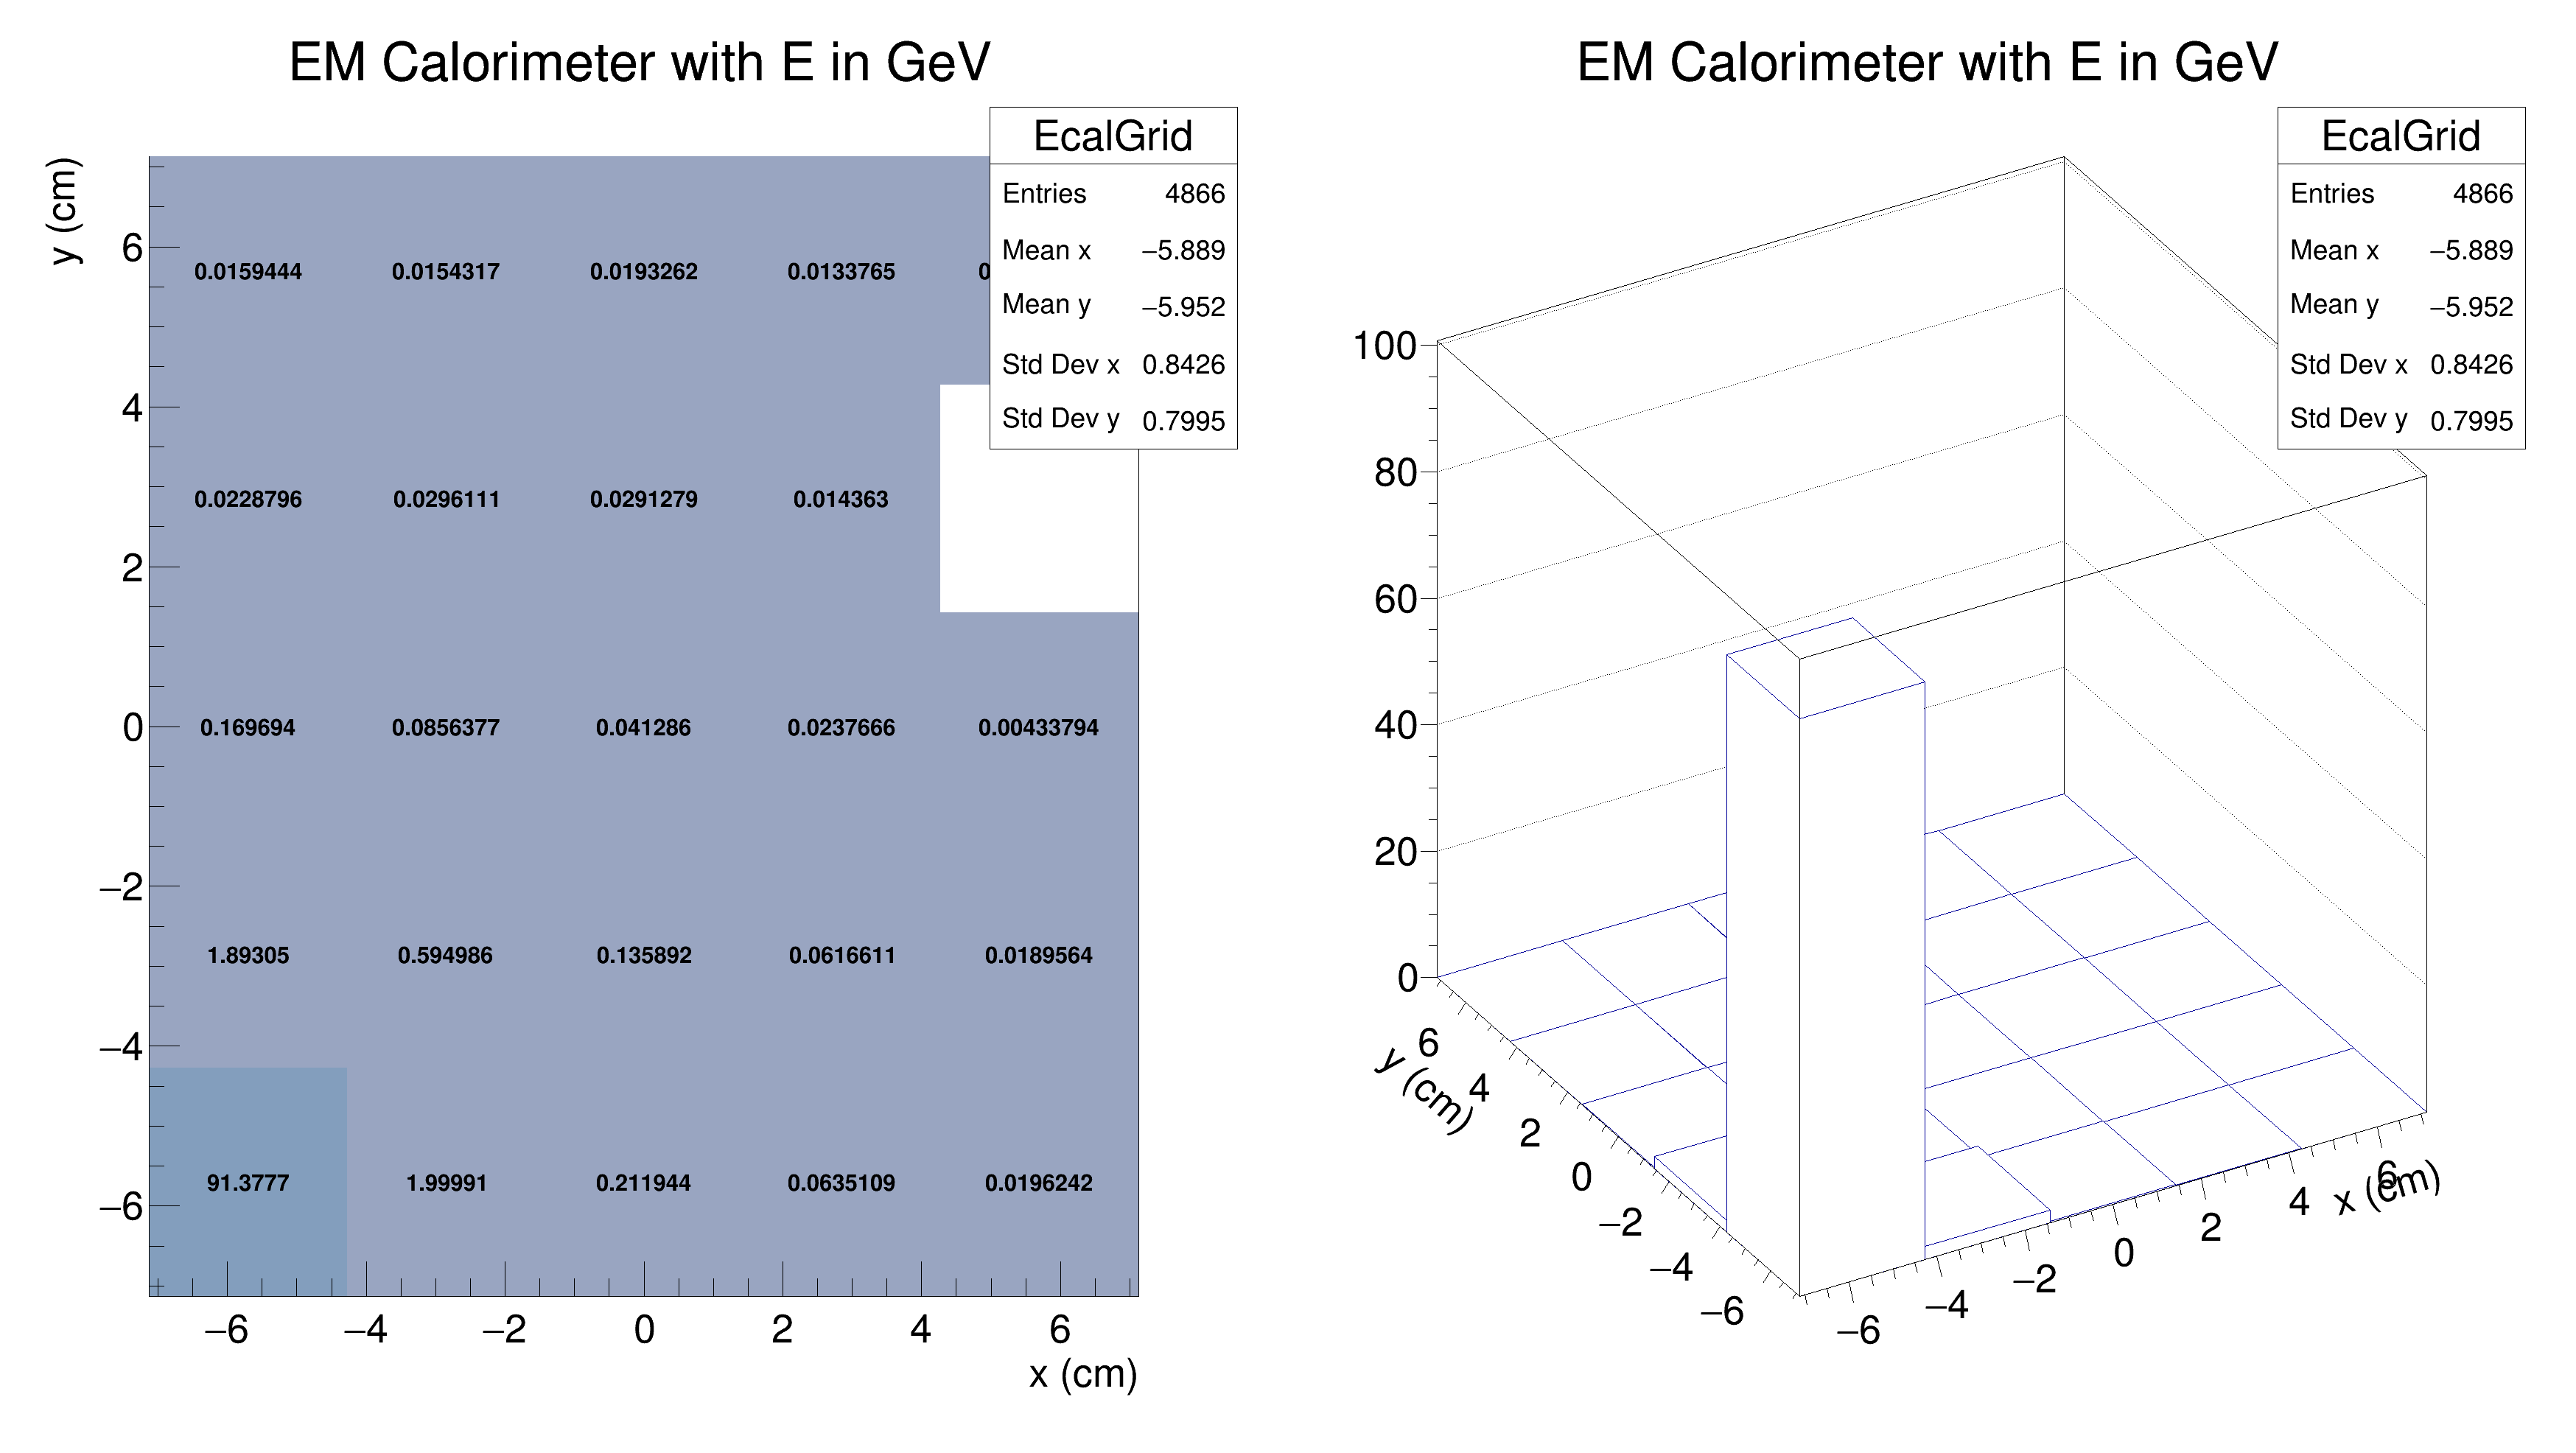 EM Calorimeter with E in GeV
EcalGrid
Entries 4866
Mean x −5.889
Mean y −5.952
Std Dev x 0.8426
Std Dev y 0.7995
y (cm)
6
4
2
0
−2
−4
−6
0.0159444 0.0154317 0.0193262 0.0133765
0.0228796 0.0296111 0.0291279 0.014363
0.169694 0.0856377 0.041286 0.0237666 0.00433794
1.89305 0.594986 0.135892 0.0616611 0.0189564
91.3777 1.99991 0.211944 0.0635109 0.0196242
−6 −4 −2 0 2 4 6
x (cm)
EM Calorimeter with E in GeV
EcalGrid
Entries 4866
Mean x −5.889
Mean y −5.952
Std Dev x 0.8426
Std Dev y 0.7995
100
80
60
40
20
0
y (cm)
6
4
2
0
−2
−4
−6
−6
−4
−2
0
2
4
6
x (cm)